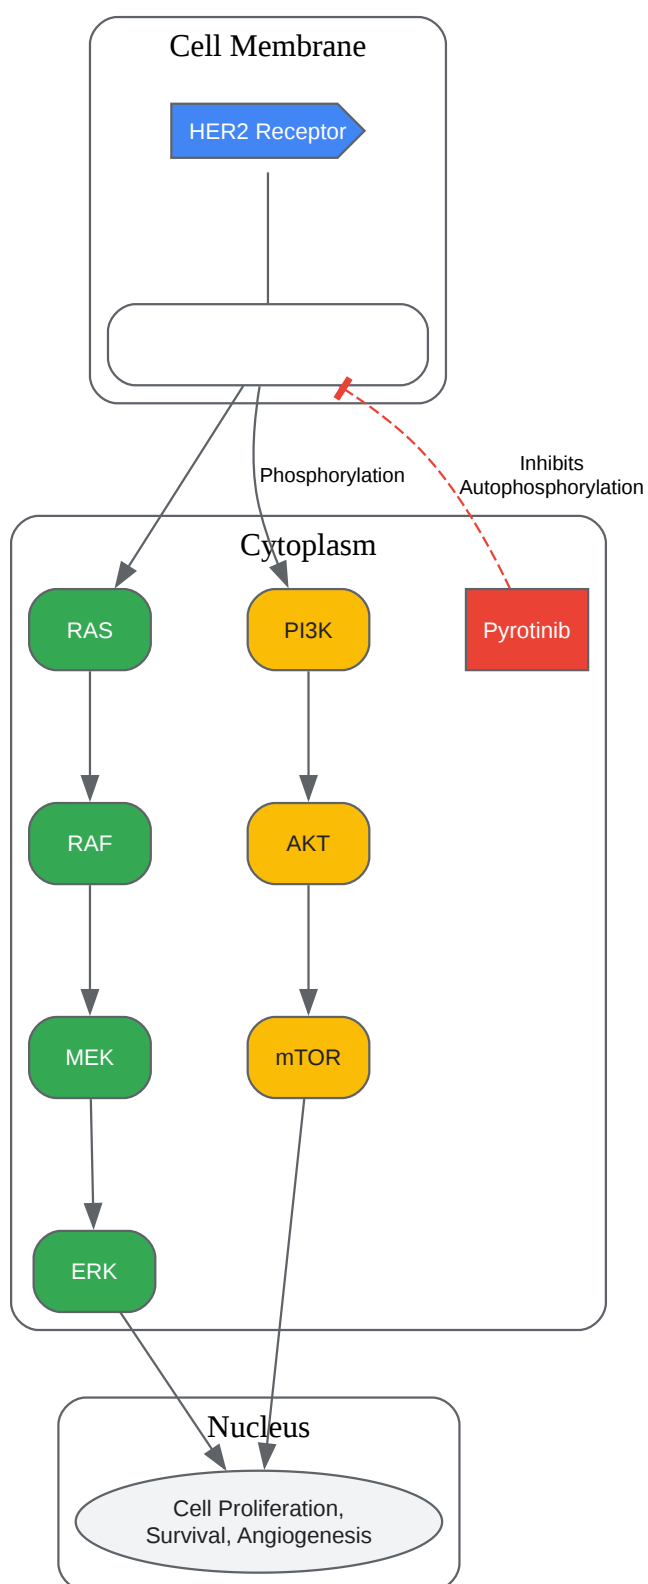 Cell Membrane
HER2 Receptor
Phosphorylation
Inhibits
Autophosphorylation
Cytoplasm
RAS
PI3K
Pyrotinib
RAF
AKT
MEK
mTOR
ERK
Nucleus
Cell Proliferation,
Survival, Angiogenesis